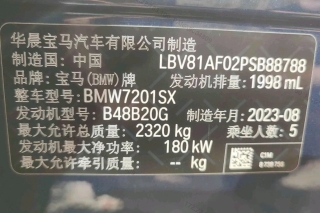 华晨宝马汽车有限公司制造
制造国：中国 LBV81AF02PSB88788
品牌：宝马(BMW)牌 发动机排量：1998 mL
整车型号：BMW7201SX
发动机型号：B48B20G 制造年月：2023-08
最大允许总质量：2320 kg 乘坐人数：5
发动机最大净功率：180 kW
最大允许牵引质量：-- kg